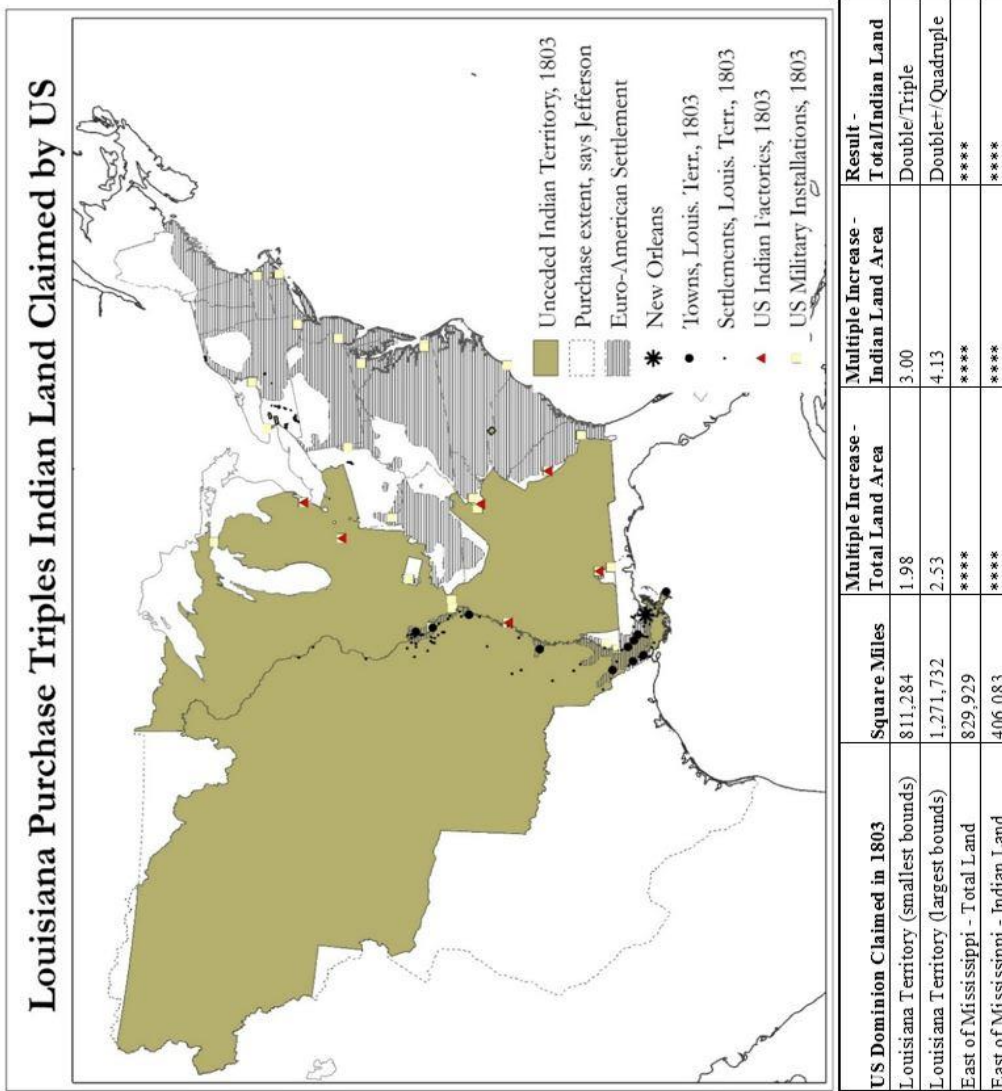 Louisiana Purchase Triples Indian Land Claimed by US
Unceded Indian Territory, 1803
Purchase extent, says Jefferson
Euro-American Settlement
New Orleans
Towns, Louis. Terr., 1803
Settlements, Louis. Terr., 1803
US Indian Factories, 1803
US Military Installations, 1803
US Dominion Claimed in 1803 Square Miles Multiple Increase - Total Land Area Multiple Increase - Indian Land Area Result - Total/Indian Land
Louisiana Territory (smallest bounds) 811,284 1.98 3.00 Double/Triple
Louisiana Territory (largest bounds) 1,271,732 2.53 4.13 Double+/Quadruple
East of Mississippi - Total Land 829,929 **** **** ****
East of Mississippi - Indian Land 406,083 **** **** ****